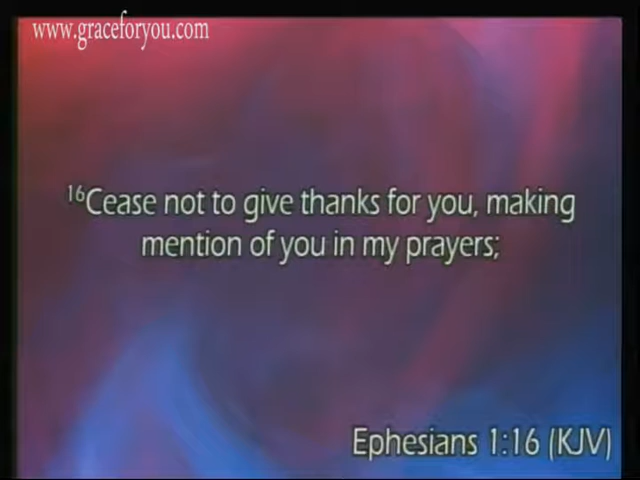 www.graceforyou.com
¹⁶Cease not to give thanks for you, making
mention of you in my prayers;
Ephesians 1:16 (KJV)